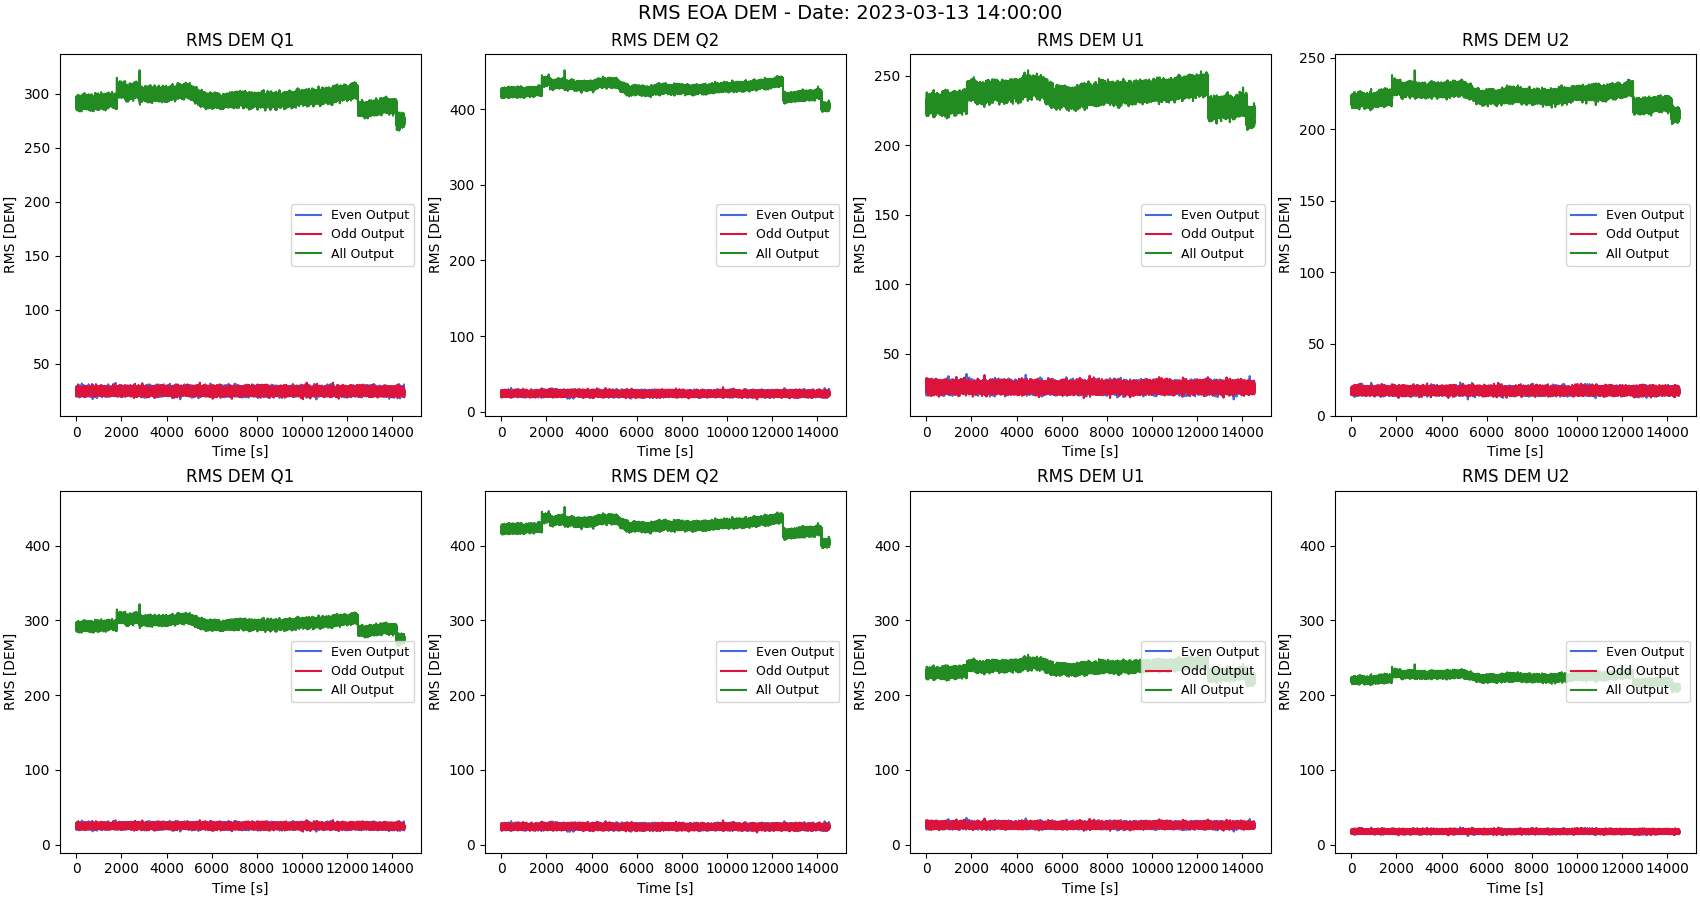 RMS EOA DEM - Date: 2023-03-13 14:00:00
RMS DEM Q1
RMS [DEM]
300
250
200
150
100
50
Even Output
Odd Output
All Output
0 2000 4000 6000 8000 10000 12000 14000
Time [s]
RMS DEM Q2
RMS [DEM]
400
300
200
100
0
Even Output
Odd Output
All Output
0 2000 4000 6000 8000 10000 12000 14000
Time [s]
RMS DEM U1
RMS [DEM]
250
200
150
100
50
Even Output
Odd Output
All Output
0 2000 4000 6000 8000 10000 12000 14000
Time [s]
RMS DEM U2
RMS [DEM]
250
200
150
100
50
0
Even Output
Odd Output
All Output
0 2000 4000 6000 8000 10000 12000 14000
Time [s]
RMS DEM Q1
RMS [DEM]
400
300
200
100
0
Even Output
Odd Output
All Output
0 2000 4000 6000 8000 10000 12000 14000
Time [s]
RMS DEM Q2
RMS [DEM]
400
300
200
100
0
Even Output
Odd Output
All Output
0 2000 4000 6000 8000 10000 12000 14000
Time [s]
RMS DEM U1
RMS [DEM]
400
300
200
100
0
Even Output
Odd Output
All Output
0 2000 4000 6000 8000 10000 12000 14000
Time [s]
RMS DEM U2
RMS [DEM]
400
300
200
100
0
Even Output
Odd Output
All Output
0 2000 4000 6000 8000 10000 12000 14000
Time [s]